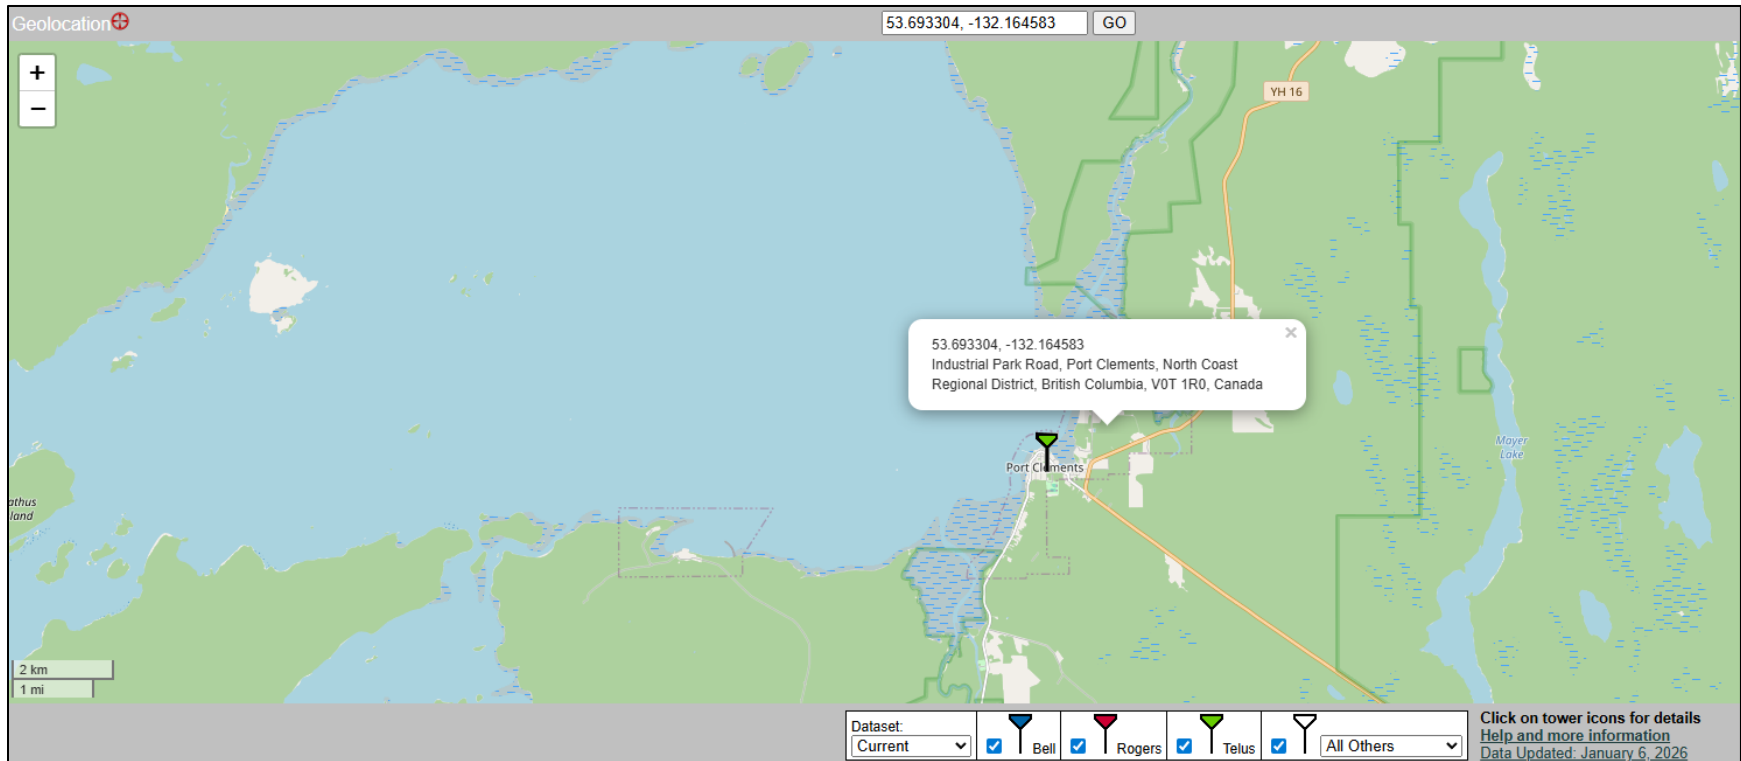 Geolocation
53.693304, -132.164583 GO
+
−
YH 16
53.693304, -132.164583
Industrial Park Road, Port Clements, North Coast
Regional District, British Columbia, V0T 1R0, Canada
×
Port Clements
Mayer
Lake
athus
land
2 km
1 mi
Dataset:
Current
Bell
Rogers
Telus
All Others
Click on tower icons for details
Help and more information
Data Updated: January 6, 2026